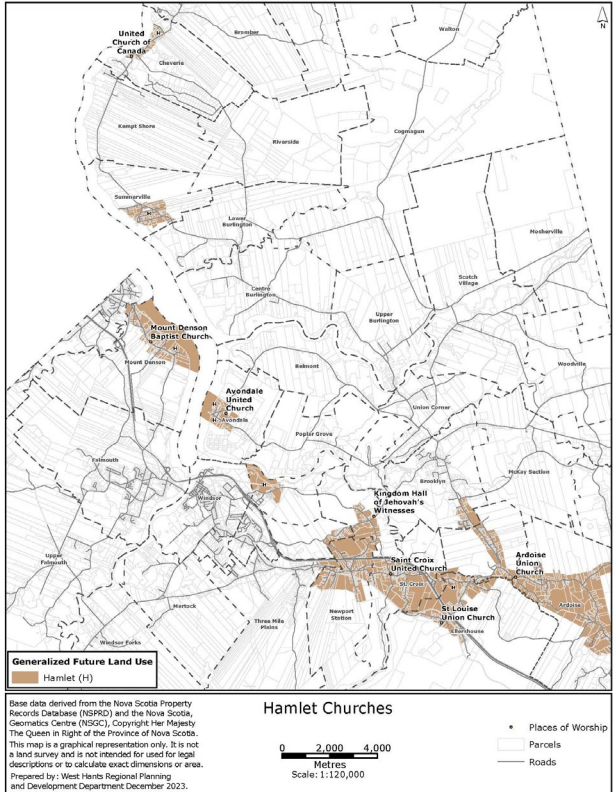 N
United
Church of
Canada
H
Cheverie
Bramber
Walton
Kempt Shore
Riverside
Cogmagun
Summerville
H
Lower
Burlington
Mosherville
Centre
Burlington
Scotch
Village
Upper
Burlington
Mount Denson
Baptist Church
H
Mount Denson
Belmont
Woodville
Avondale
United
Church
H
H
Avondale
Union Corner
Poplar Grove
Falmouth
McKay Section
Brooklyn
H
Windsor
Kingdom Hall
of Jehovah's
Witnesses
Upper
Falmouth
Saint Croix
United Church
St. Croix
H
Ardoise
Union
Church
Ardoise
Martock
Newport
Station
St Louise
Union Church
Ellershouse
Three Mile
Plains
Windsor Forks
Generalized Future Land Use
Hamlet (H)
Base data derived from the Nova Scotia Property
Records Database (NSPRD) and the Nova Scotia,
Geomatics Centre (NSGC), Copyright Her Majesty
The Queen in Right of the Province of Nova Scotia.
This map is a graphical representation only. It is not
a land survey and is not intended for used for legal
descriptions or to calculate exact dimensions or area.
Prepared by: West Hants Regional Planning
and Development Department December 2023.
Hamlet Churches
0 2,000 4,000
Metres
Scale: 1:120,000
Places of Worship
Parcels
Roads